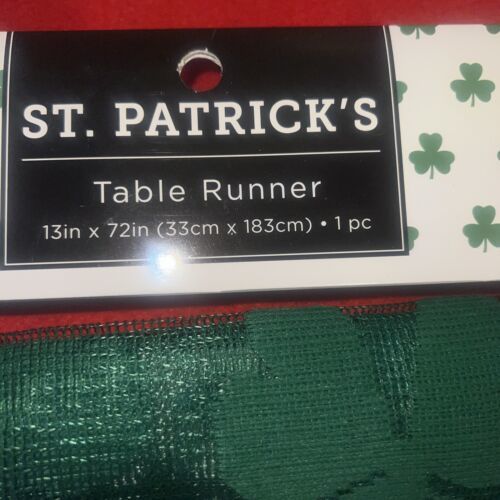 ST. PATRICK'S
Table Runner
13in x 72in (33cm x 183cm) • 1 pc